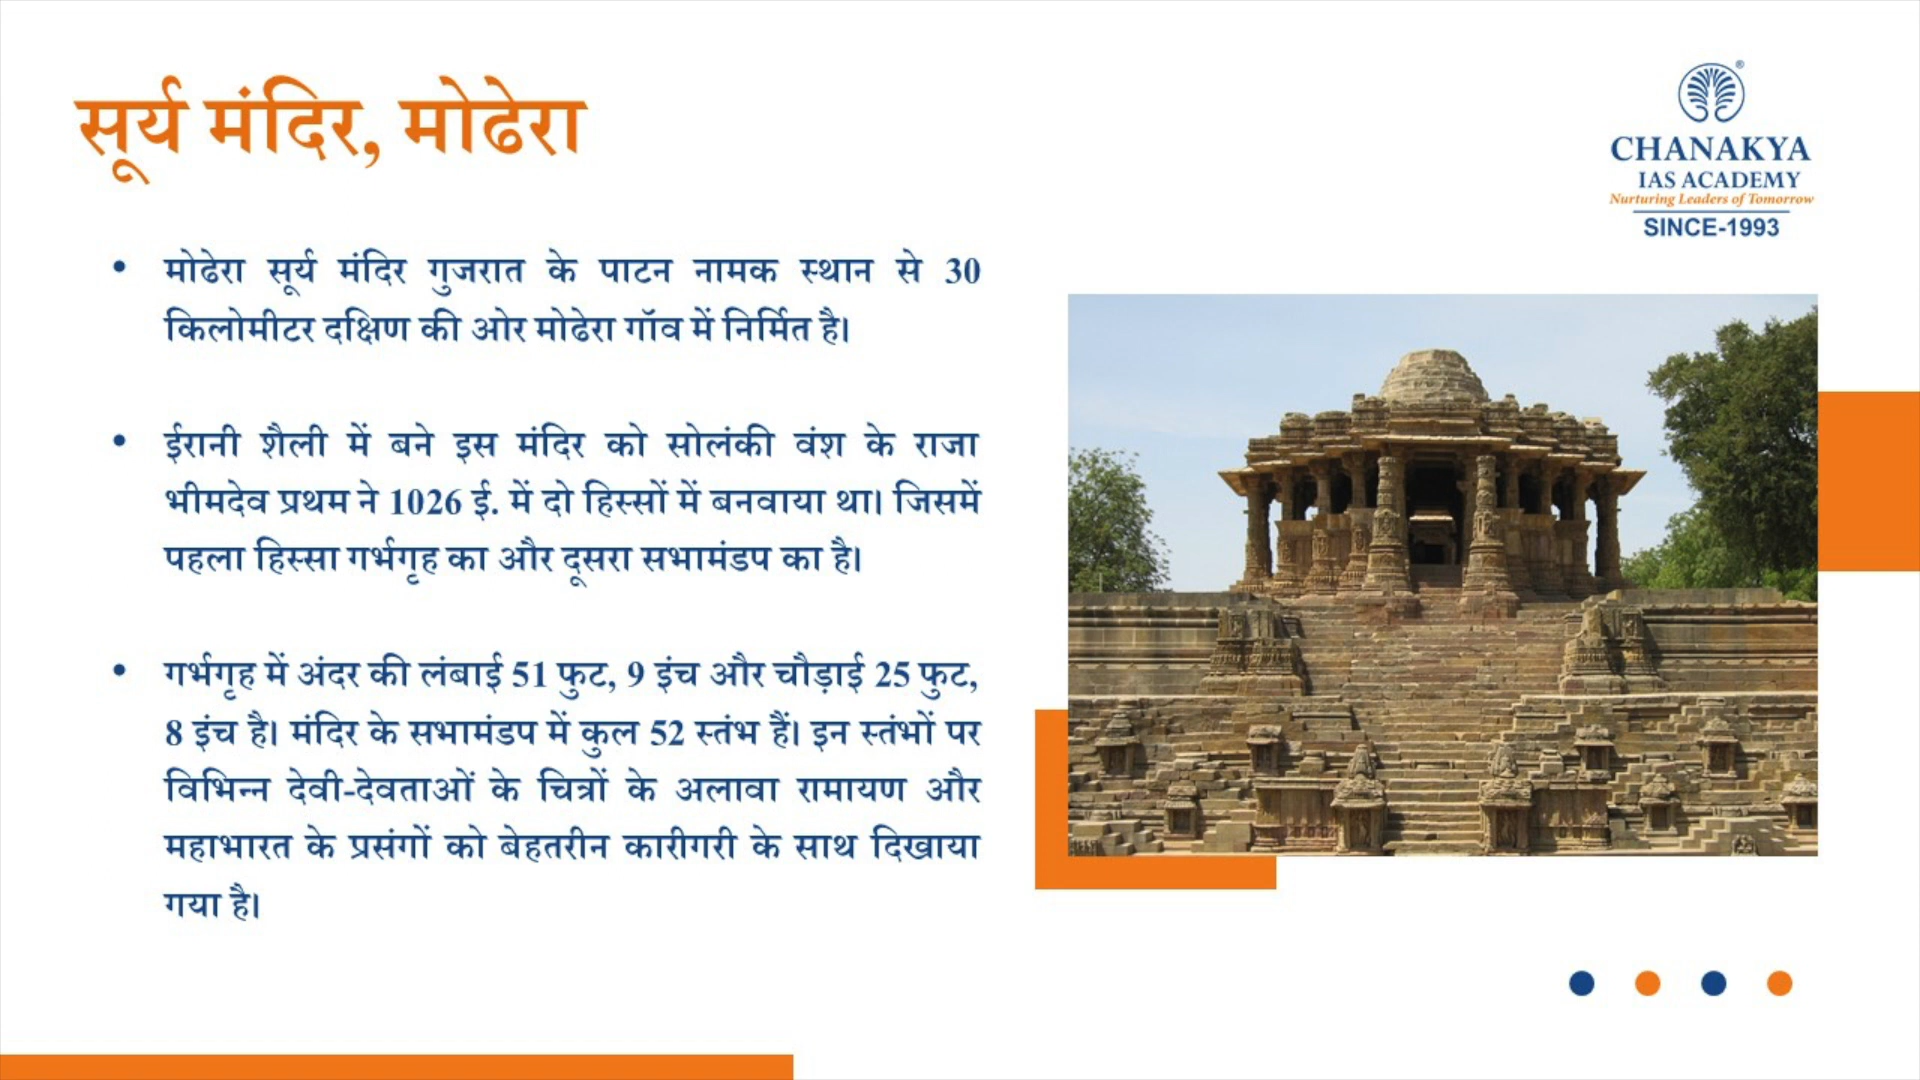 सूर्य मंदिर, मोढेरा
CHANAKYA
IAS ACADEMY
Nurturing Leaders of Tomorrow
SINCE-1993
• मोढेरा सूर्य मंदिर गुजरात के पाटन नामक स्थान से 30
किलोमीटर दक्षिण की ओर मोढेरा गॉव में निर्मित है।
• ईरानी शैली में बने इस मंदिर को सोलंकी वंश के राजा
भीमदेव प्रथम ने 1026 ई. में दो हिस्सों में बनवाया था। जिसमें
पहला हिस्सा गर्भगृह का और दूसरा सभामंडप का है।
• गर्भगृह में अंदर की लंबाई 51 फुट, 9 इंच और चौड़ाई 25 फुट,
8 इंच है। मंदिर के सभामंडप में कुल 52 स्तंभ हैं। इन स्तंभों पर
विभिन्न देवी-देवताओं के चित्रों के अलावा रामायण और
महाभारत के प्रसंगों को बेहतरीन कारीगरी के साथ दिखाया
गया है।